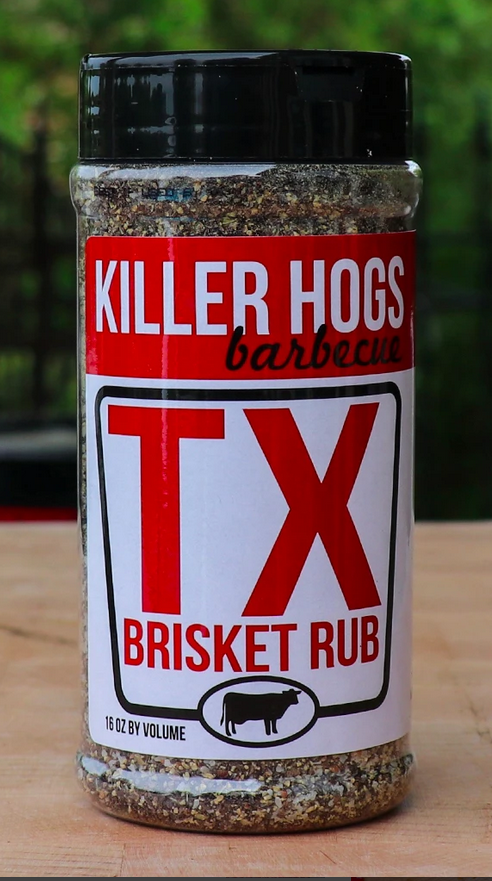 KILLER HOGS
barbecue
TX
BRISKET RUB
16 OZ BY VOLUME